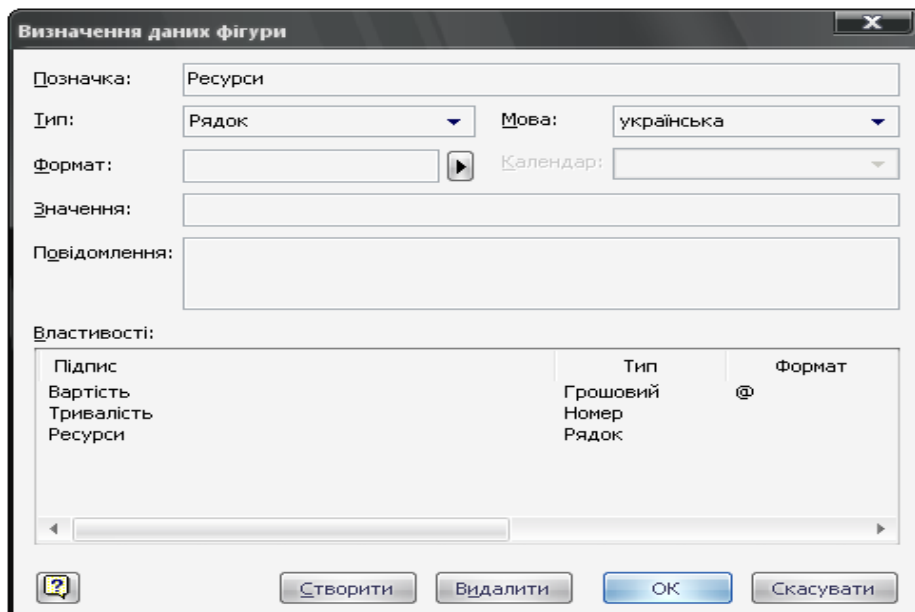 Визначення даних фігури
Позначка: Ресурси
Тип: Рядок Мова: українська
Формат: Календар:
Значення:
Повідомлення:
Властивості:
Підпис Тип Формат
Вартість Грошовий @
Тривалість Номер
Ресурси Рядок
Створити Видалити ОК Скасувати